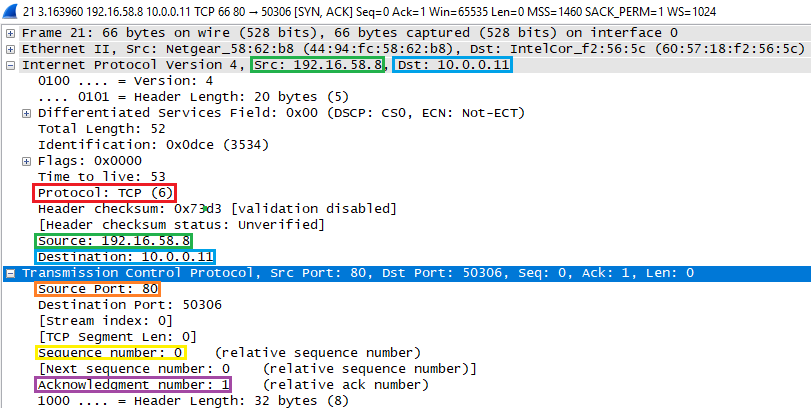 21 3.163960 192.16.58.8 10.0.0.11 TCP 66 80 → 50306 [SYN, ACK] Seq=0 Ack=1 Win=65535 Len=0 MSS=1460 SACK_PERM=1 WS=1024
Frame 21: 66 bytes on wire (528 bits), 66 bytes captured (528 bits) on interface 0
Ethernet II, Src: Netgear_58:62:b8 (44:94:fc:58:62:b8), Dst: IntelCor_f2:56:5c (60:57:18:f2:56:5c)
Internet Protocol Version 4, Src: 192.16.58.8, Dst: 10.0.0.11
0100 .... = Version: 4
.... 0101 = Header Length: 20 bytes (5)
Differentiated Services Field: 0x00 (DSCP: CS0, ECN: Not-ECT)
Total Length: 52
Identification: 0x0dce (3534)
Flags: 0x0000
Time to live: 53
Protocol: TCP (6)
Header checksum: 0x73d3 [validation disabled]
[Header checksum status: Unverified]
Source: 192.16.58.8
Destination: 10.0.0.11
Transmission Control Protocol, Src Port: 80, Dst Port: 50306, Seq: 0, Ack: 1, Len: 0
Source Port: 80
Destination Port: 50306
[Stream index: 0]
[TCP Segment Len: 0]
Sequence number: 0 (relative sequence number)
[Next sequence number: 0 (relative sequence number)]
Acknowledgment number: 1 (relative ack number)
1000 .... = Header Length: 32 bytes (8)